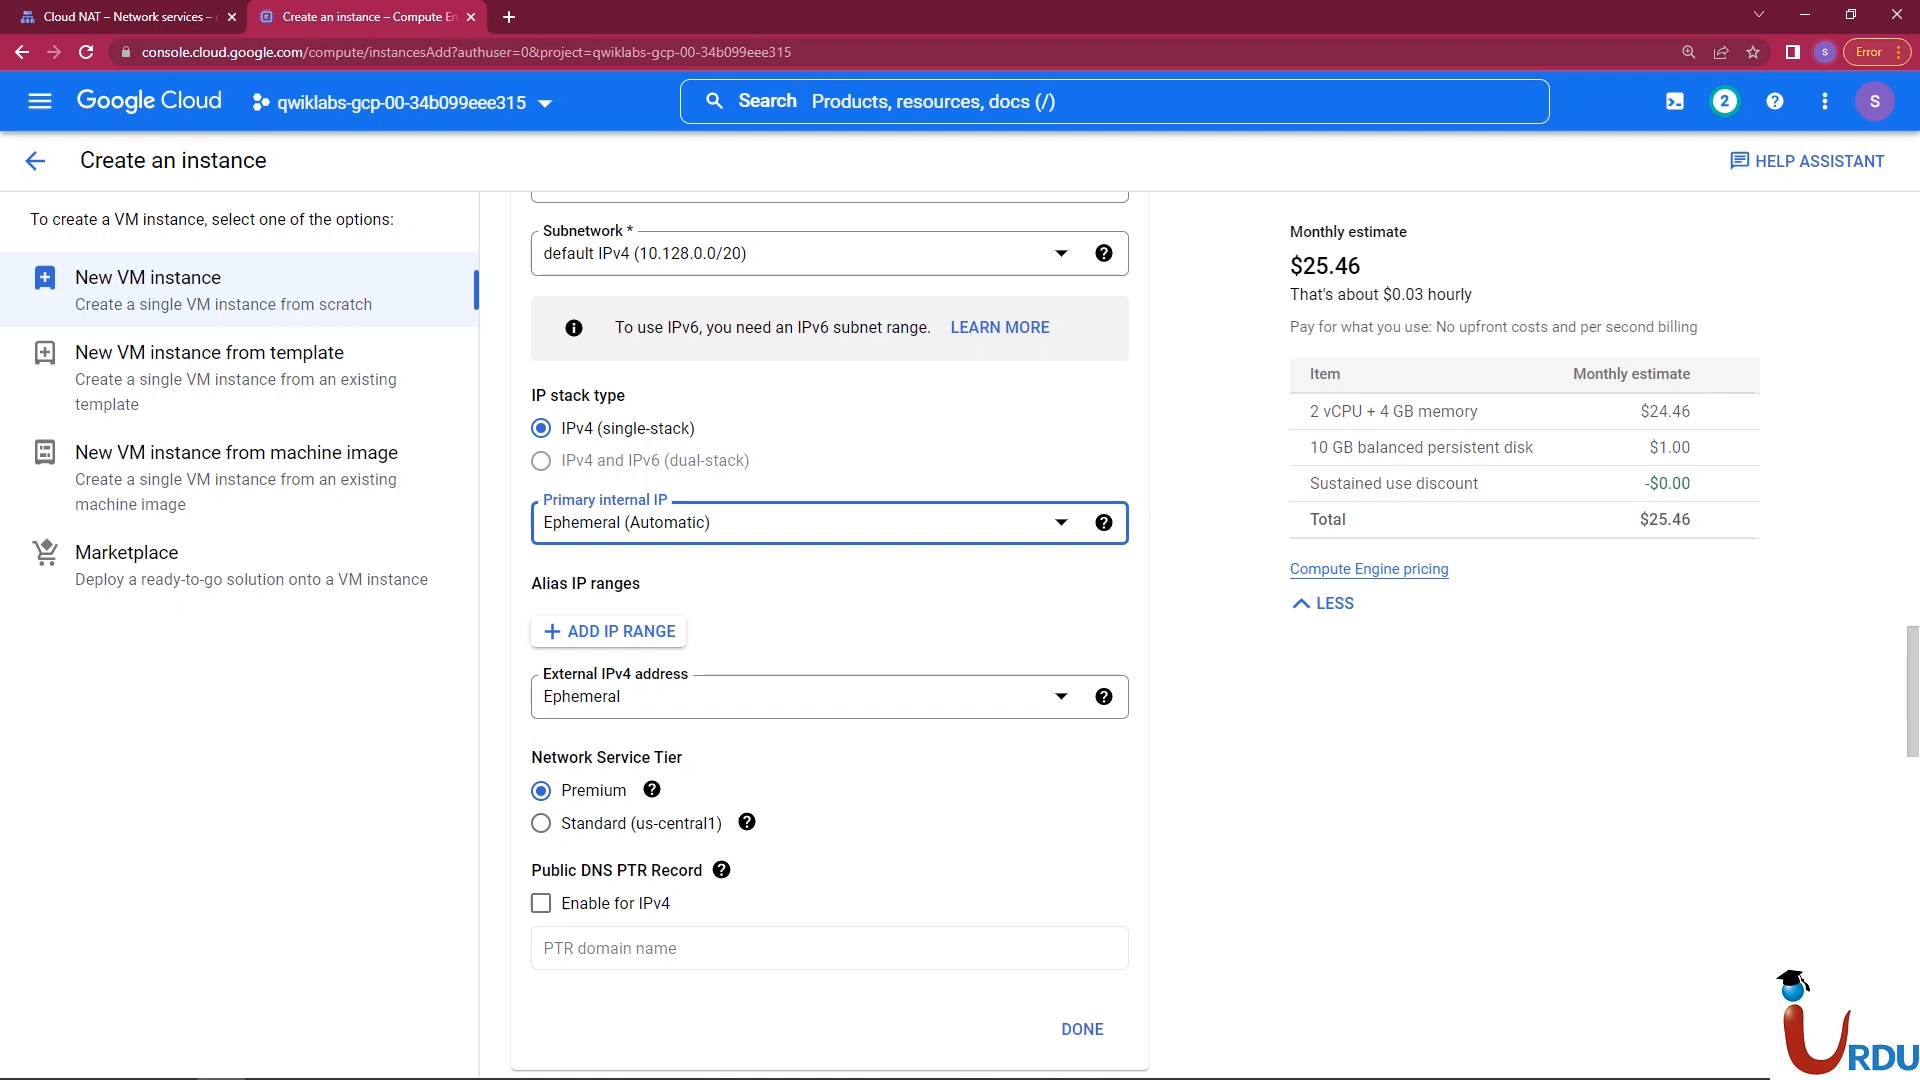 Cloud NAT – Network services –
Create an instance – Compute En
console.cloud.google.com/compute/instancesAdd?authuser=0&project=qwiklabs-gcp-00-34b099eee315
S
Error
Google Cloud
qwiklabs-gcp-00-34b099eee315
Search Products, resources, docs (/)
2
S
Create an instance
HELP ASSISTANT
To create a VM instance, select one of the options:
New VM instance
Create a single VM instance from scratch
New VM instance from template
Create a single VM instance from an existing
template
New VM instance from machine image
Create a single VM instance from an existing
machine image
Marketplace
Deploy a ready-to-go solution onto a VM instance
Subnetwork *
default IPv4 (10.128.0.0/20)
To use IPv6, you need an IPv6 subnet range. LEARN MORE
IP stack type
IPv4 (single-stack)
IPv4 and IPv6 (dual-stack)
Primary internal IP
Ephemeral (Automatic)
Alias IP ranges
ADD IP RANGE
External IPv4 address
Ephemeral
Network Service Tier
Premium
Standard (us-central1)
Public DNS PTR Record
Enable for IPv4
PTR domain name
DONE
Monthly estimate
$25.46
That's about $0.03 hourly
Pay for what you use: No upfront costs and per second billing
Item Monthly estimate
2 vCPU + 4 GB memory $24.46
10 GB balanced persistent disk $1.00
Sustained use discount -$0.00
Total $25.46
Compute Engine pricing
LESS
iURDU